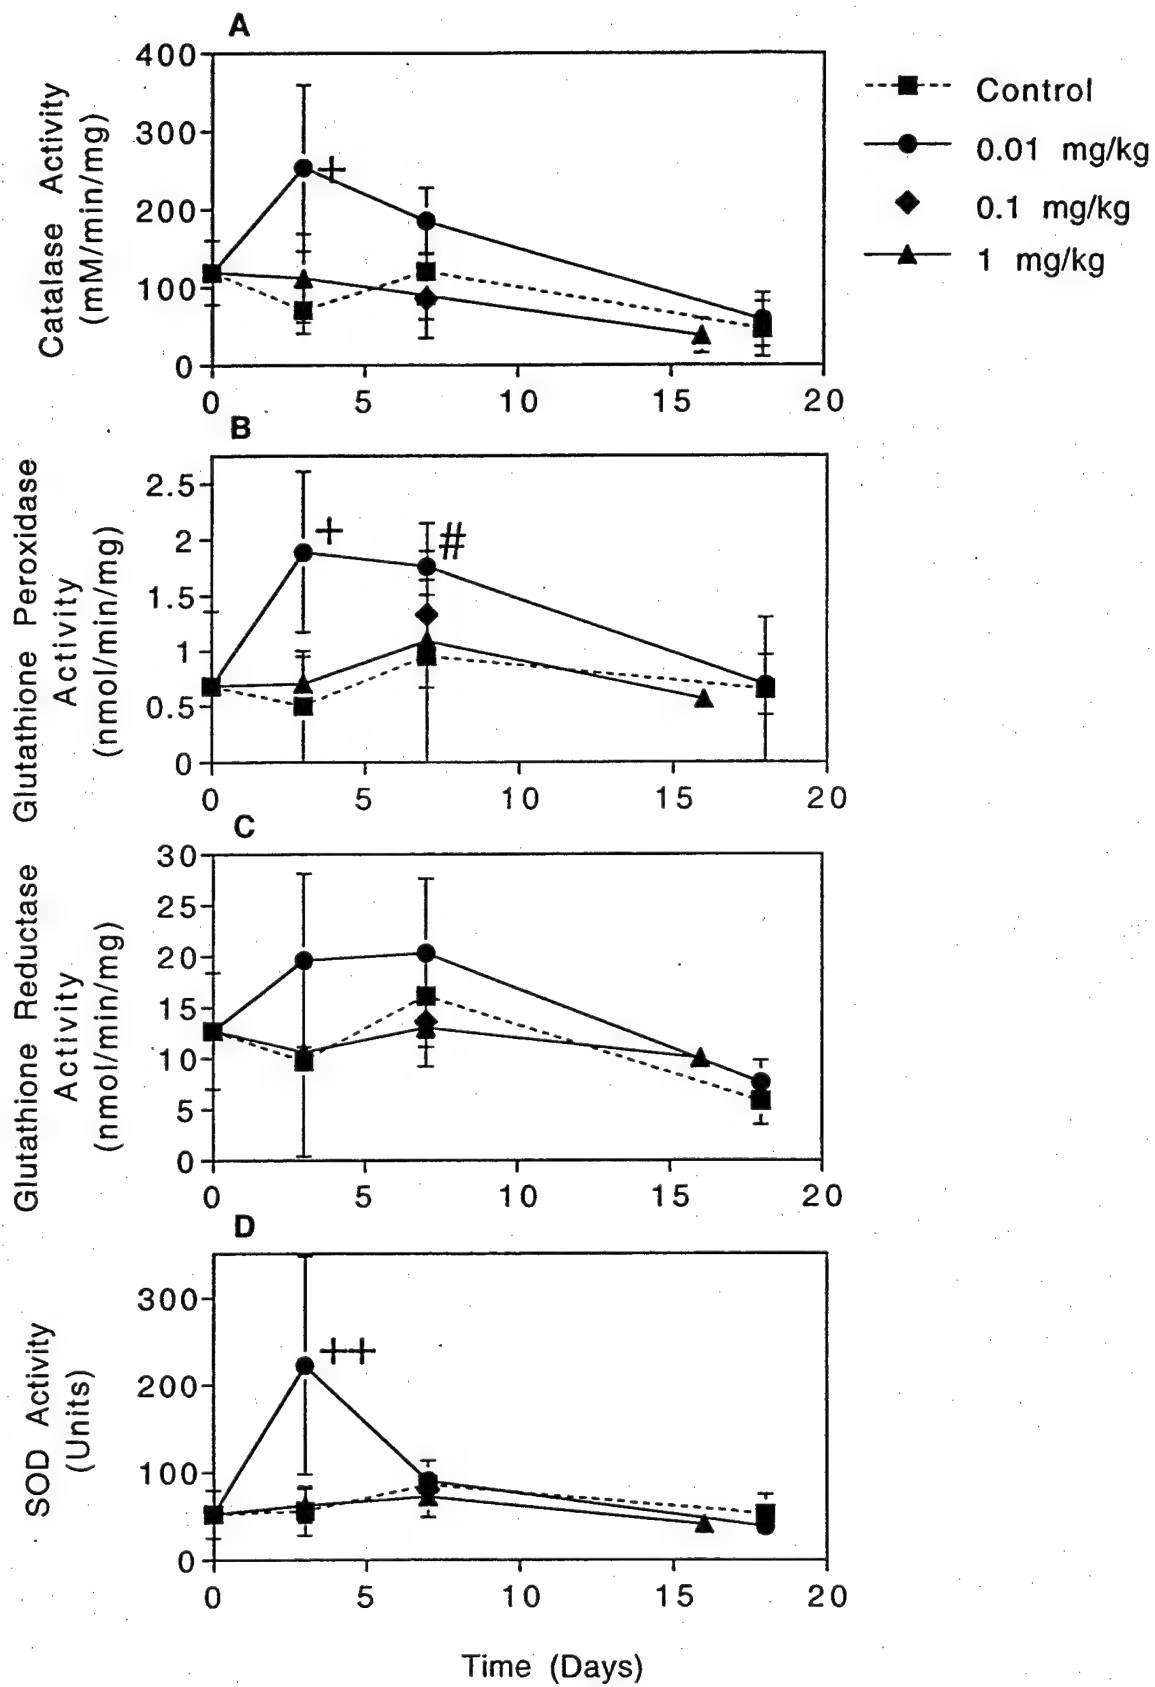 A
400
300
200
100
0
0 5 10 15 20
Catalase Activity
(mM/min/mg)
Control
0.01 mg/kg
0.1 mg/kg
1 mg/kg
+
B
2.5
2
1.5
1
0.5
0
0 5 10 15 20
Glutathione Peroxidase
Activity
(nmol/min/mg)
+ #
C
30
25
20
15
10
5
0
0 5 10 15 20
Glutathione Reductase
Activity
(nmol/min/mg)
D
300
200
100
0
0 5 10 15 20
SOD Activity
(Units)
++
Time (Days)